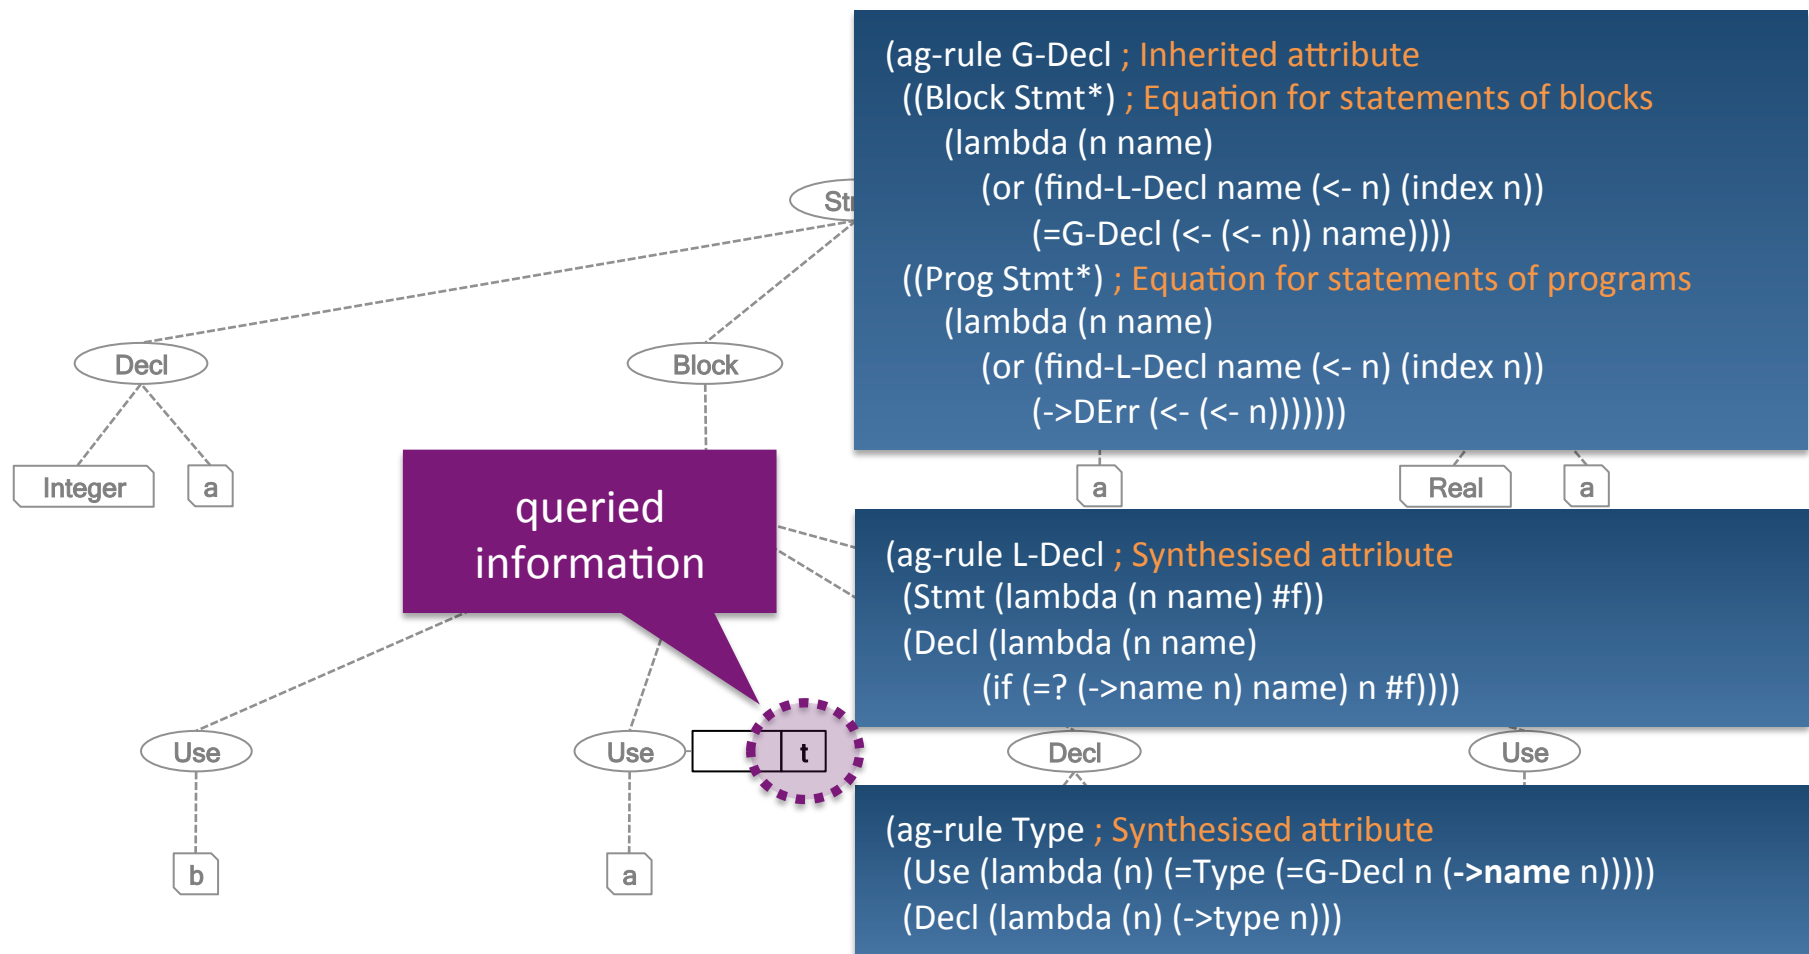 (ag-rule G-Decl ; Inherited attribute
((Block Stmt*) ; Equation for statements of blocks
(lambda (n name)
(or (find-L-Decl name (<- n) (index n))
(=G-Decl (<- (<- n)) name))))
((Prog Stmt*) ; Equation for statements of programs
(lambda (n name)
(or (find-L-Decl name (<- n) (index n))
(->DErr (<- (<- n)))))))
Decl
Block
Integer
a
queried
information
a
Real
a
(ag-rule L-Decl ; Synthesised attribute
(Stmt (lambda (n name) #f))
(Decl (lambda (n name)
(if (=? (->name n) name) n #f))))
Use
Use
t
Decl
Use
b
a
(ag-rule Type ; Synthesised attribute
(Use (lambda (n) (=Type (=G-Decl n (->name n)))))
(Decl (lambda (n) (->type n)))